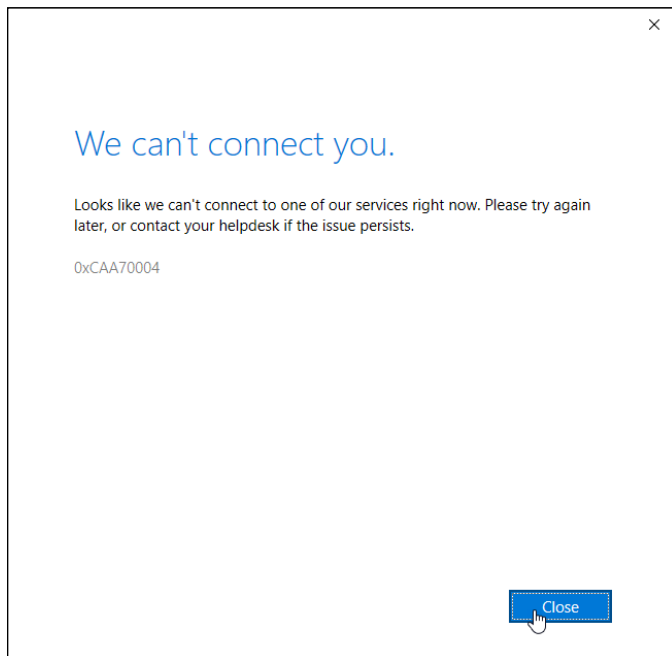 We can't connect you.
Looks like we can't connect to one of our services right now. Please try again
later, or contact your helpdesk if the issue persists.
0xCAA70004
Close